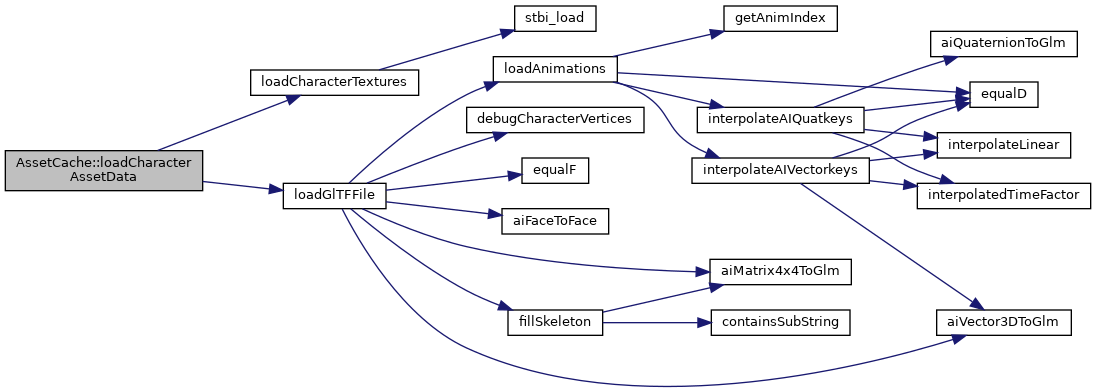 AssetCache::loadCharacter
AssetData
loadCharacterTextures
stbi_load
loadGlTFFile
loadAnimations
getAnimIndex
debugCharacterVertices
equalF
aiFaceToFace
interpolateAIQuatkeys
interpolateAIVectorkeys
aiQuaternionToGlm
equalD
interpolateLinear
interpolatedTimeFactor
aiMatrix4x4ToGlm
fillSkeleton
containsSubString
aiVector3DToGlm